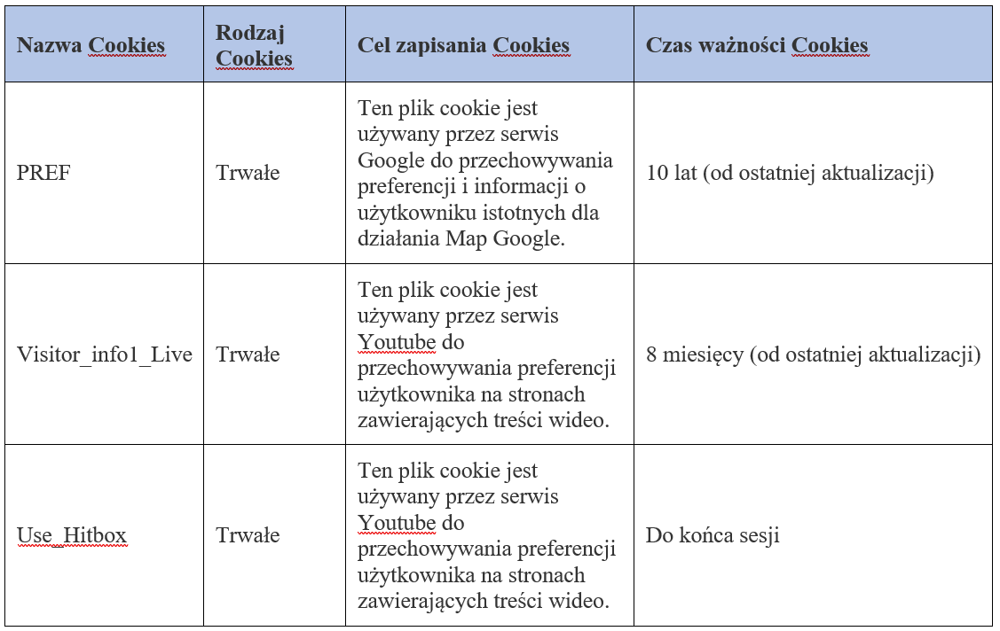 Nazwa Cookies
Rodzaj
Cookies
Cel zapisania Cookies
Czas ważności Cookies
PREF
Trwałe
Ten plik cookie jest
używany przez serwis
Google do przechowywania
preferencji i informacji o
użytkowniku istotnych dla
działania Map Google.
10 lat (od ostatniej aktualizacji)
Visitor_info1_Live
Trwałe
Ten plik cookie jest
używany przez serwis
Youtube do
przechowywania preferencji
użytkownika na stronach
zawierających treści wideo.
8 miesięcy (od ostatniej aktualizacji)
Use_Hitbox
Trwałe
Ten plik cookie jest
używany przez serwis
Youtube do
przechowywania preferencji
użytkownika na stronach
zawierających treści wideo.
Do końca sesji